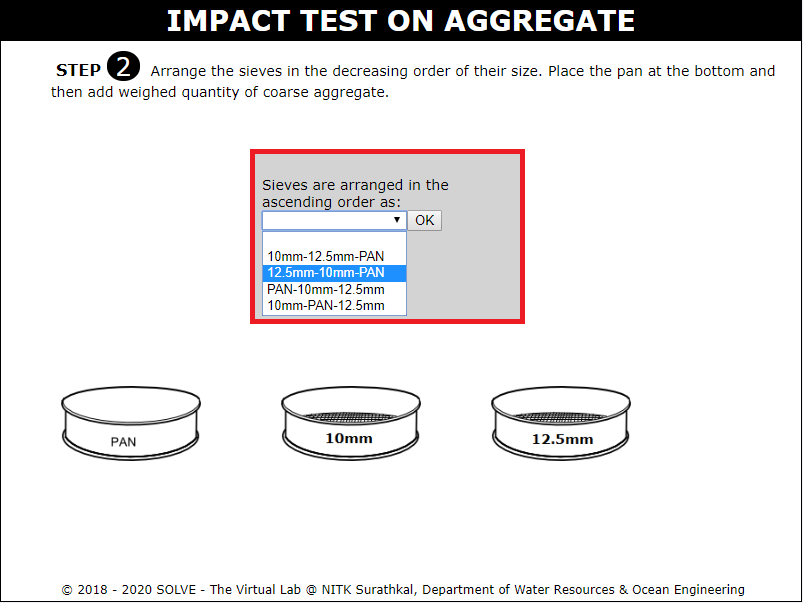 IMPACT TEST ON AGGREGATE
STEP 2 Arrange the sieves in the decreasing order of their size. Place the pan at the bottom and
then add weighed quantity of coarse aggregate.
Sieves are arranged in the
ascending order as:
OK
10mm-12.5mm-PAN
12.5mm-10mm-PAN
PAN-10mm-12.5mm
10mm-PAN-12.5mm
PAN 10mm 12.5mm
© 2018 - 2020 SOLVE - The Virtual Lab @ NITK Surathkal, Department of Water Resources & Ocean Engineering